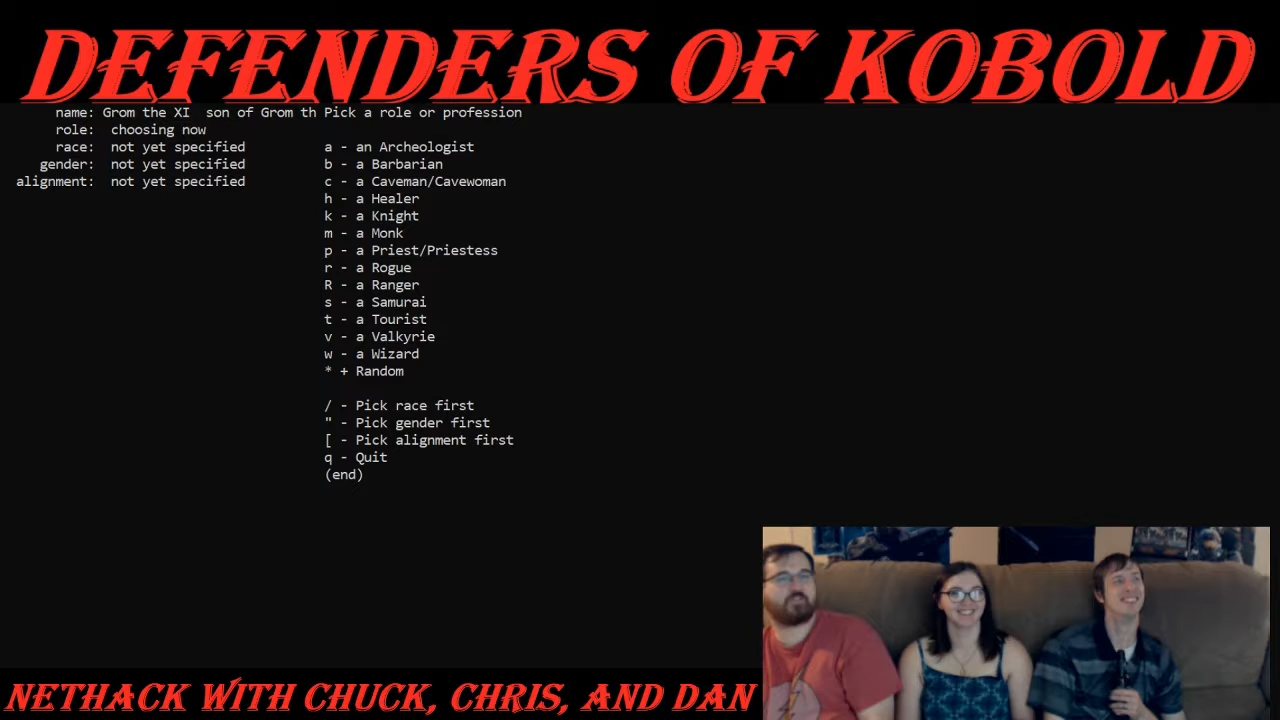 DEFENDERS OF KOBOLD
name: Grom the XI  son of Grom th Pick a role or profession
role:  choosing now
race:  not yet specified          a - an Archeologist
gender:  not yet specified          b - a Barbarian
alignment:  not yet specified          c - a Caveman/Cavewoman
h - a Healer
k - a Knight
m - a Monk
p - a Priest/Priestess
r - a Rogue
R - a Ranger
s - a Samurai
t - a Tourist
v - a Valkyrie
w - a Wizard
* + Random
/ - Pick race first
" - Pick gender first
[ - Pick alignment first
q - Quit
(end)
NETHACK WITH CHUCK, CHRIS, AND DAN